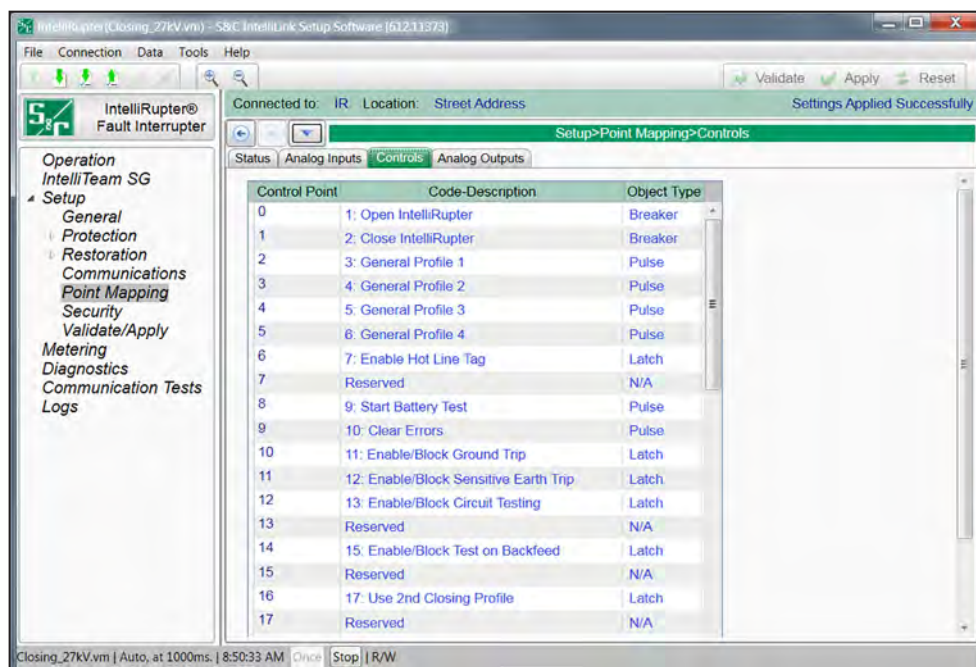 IntelliRupter(Closing_27kV.vm) - S&C IntelliLink Setup Software (612.11373)
File Connection Data Tools Help
Validate Apply Reset
S&C
IntelliRupter®
Fault Interrupter
Connected to: IR Location: Street Address Settings Applied Successfully
Setup>Point Mapping>Controls
Status Analog Inputs Controls Analog Outputs
Operation
IntelliTeam SG
Setup
General
Protection
Restoration
Communications
Point Mapping
Security
Validate/Apply
Metering
Diagnostics
Communication Tests
Logs
Control Point Code-Description Object Type
0 1: Open IntelliRupter Breaker
1 2: Close IntelliRupter Breaker
2 3: General Profile 1 Pulse
3 4: General Profile 2 Pulse
4 5: General Profile 3 Pulse
5 6: General Profile 4 Pulse
6 7: Enable Hot Line Tag Latch
7 Reserved N/A
8 9: Start Battery Test Pulse
9 10: Clear Errors Pulse
10 11: Enable/Block Ground Trip Latch
11 12: Enable/Block Sensitive Earth Trip Latch
12 13: Enable/Block Circuit Testing Latch
13 Reserved N/A
14 15: Enable/Block Test on Backfeed Latch
15 Reserved N/A
16 17: Use 2nd Closing Profile Latch
17 Reserved N/A
Closing_27kV.vm | Auto, at 1000ms. | 8:50:33 AM Once Stop | R/W